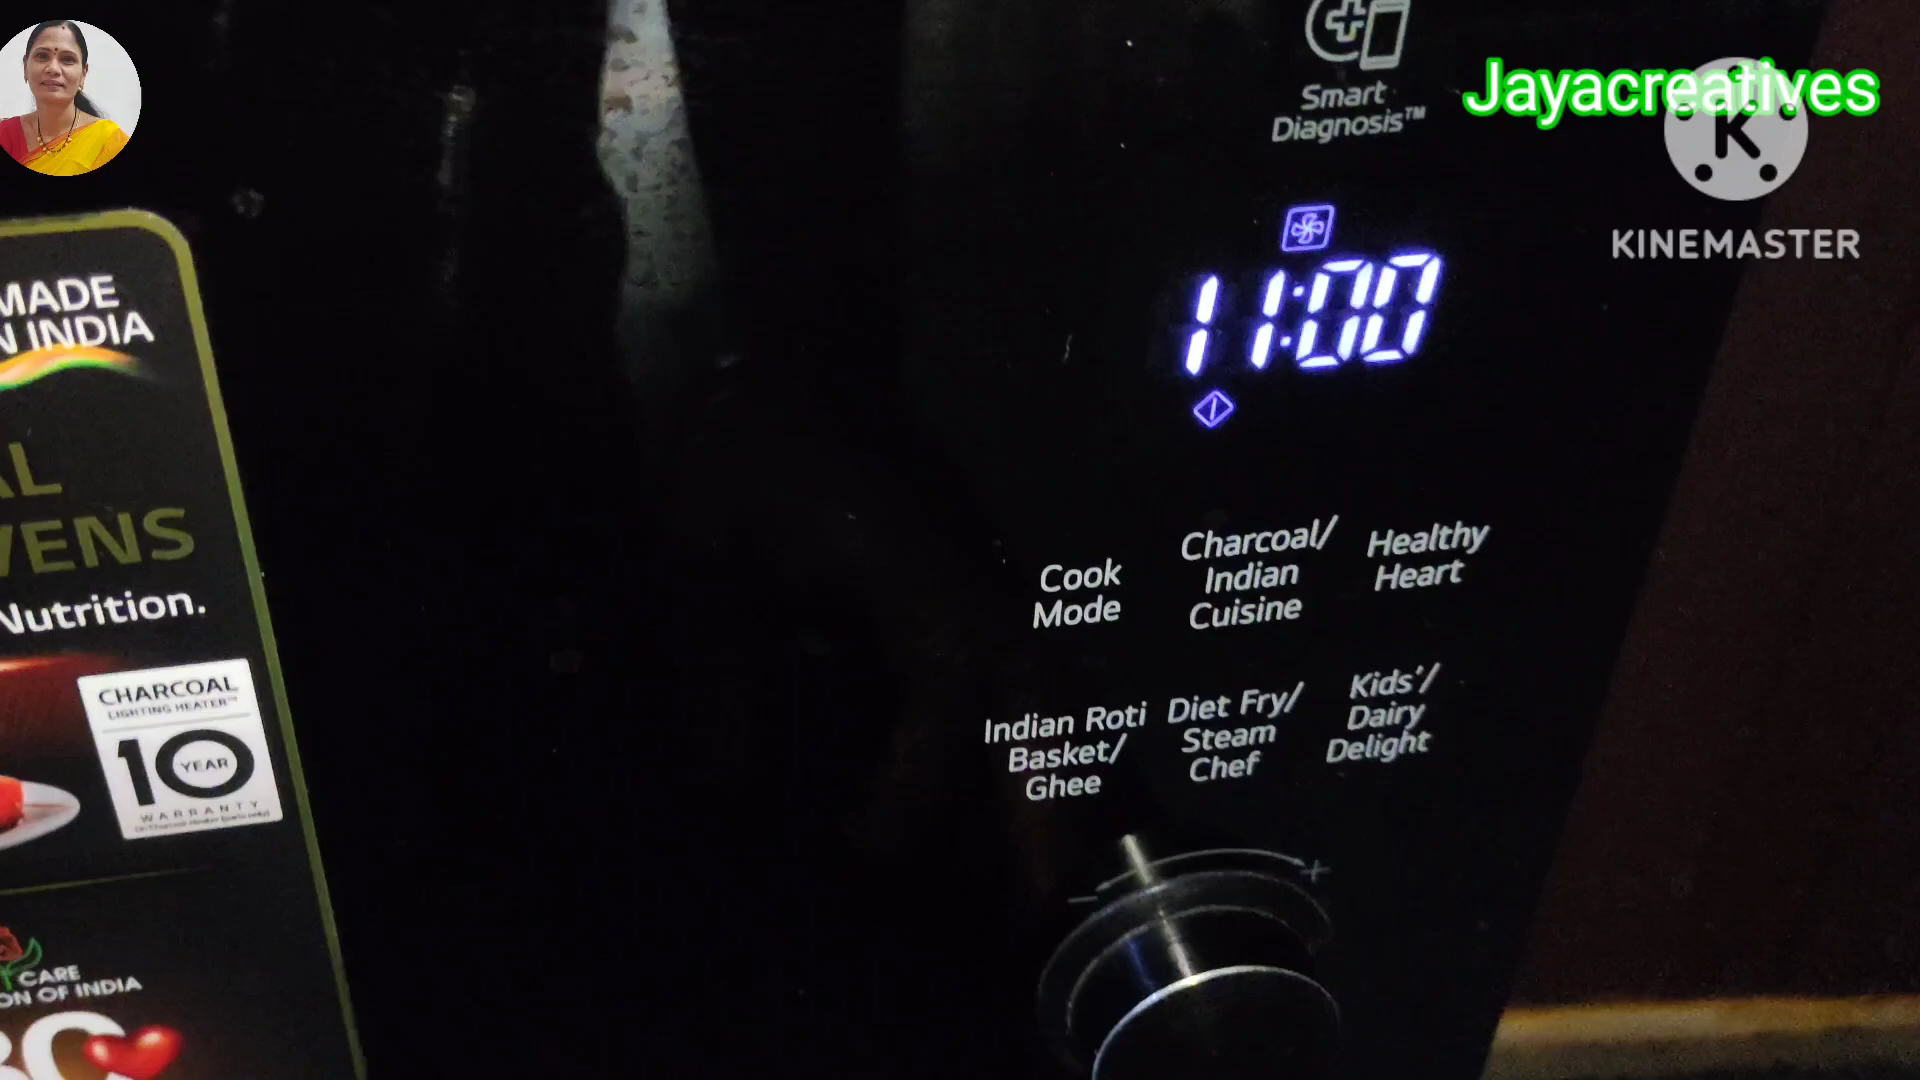 Smart
Diagnosis™
Jayacreatives
K
KINEMASTER
11:00
MADE
N INDIA
AL
VENS
Nutrition.
CHARCOAL
LIGHTING HEATER™
10
YEAR
WARRANTY
CARE
ON OF INDIA
Cook
Mode
Charcoal/
Indian
Cuisine
Healthy
Heart
Indian Roti
Basket/
Ghee
Diet Fry/
Steam
Chef
Kids'/
Dairy
Delight
- +